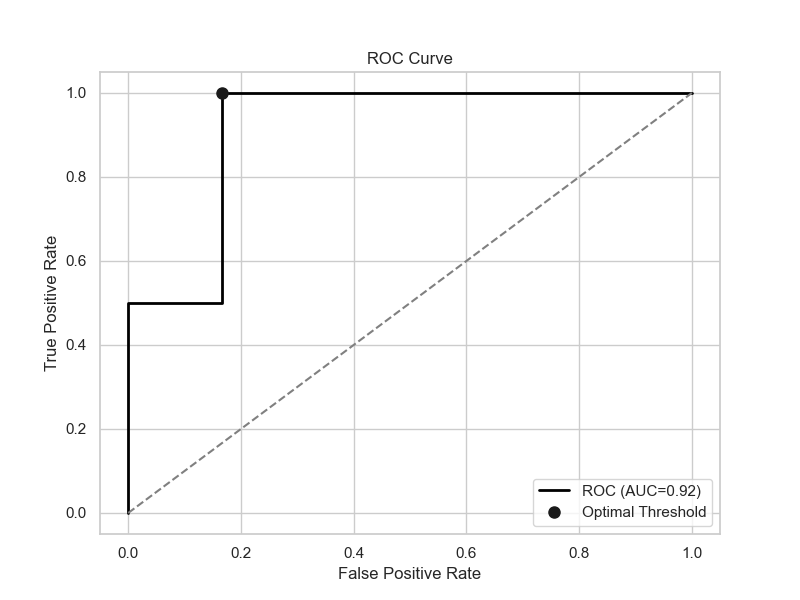 ROC Curve
True Positive Rate
1.0
0.8
0.6
0.4
0.2
0.0
0.0 0.2 0.4 0.6 0.8 1.0
False Positive Rate
ROC (AUC=0.92)
Optimal Threshold